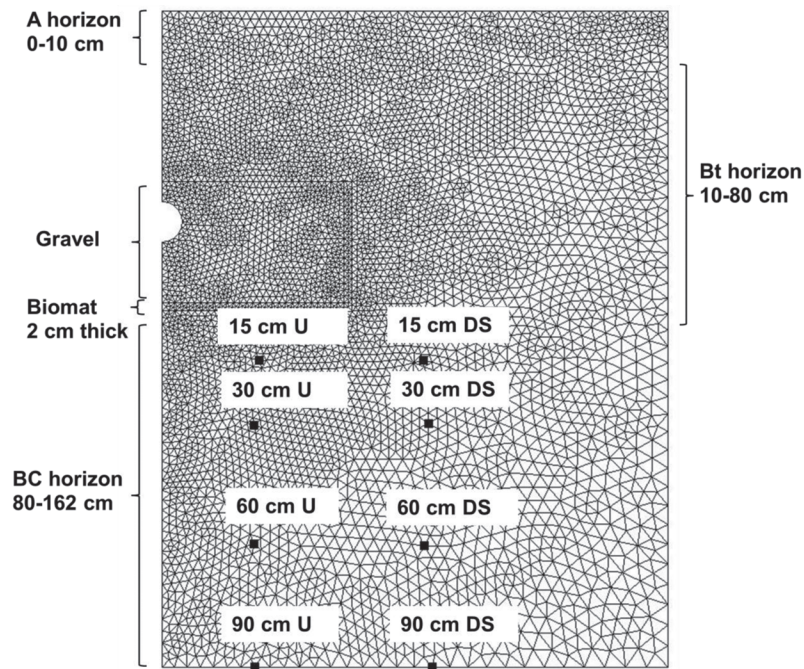 A horizon
0-10 cm
Bt horizon
10-80 cm
Gravel
Biomat
2 cm thick
15 cm U
15 cm DS
30 cm U
30 cm DS
BC horizon
80-162 cm
60 cm U
60 cm DS
90 cm U
90 cm DS